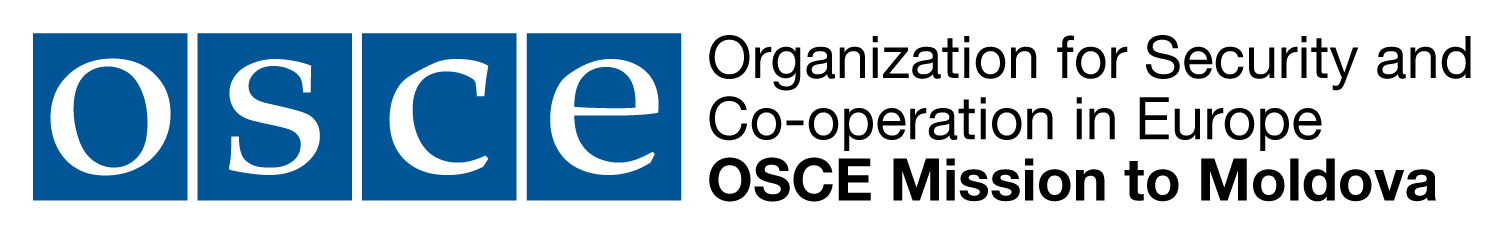 osce
Organization for Security and
Co-operation in Europe
OSCE Mission to Moldova